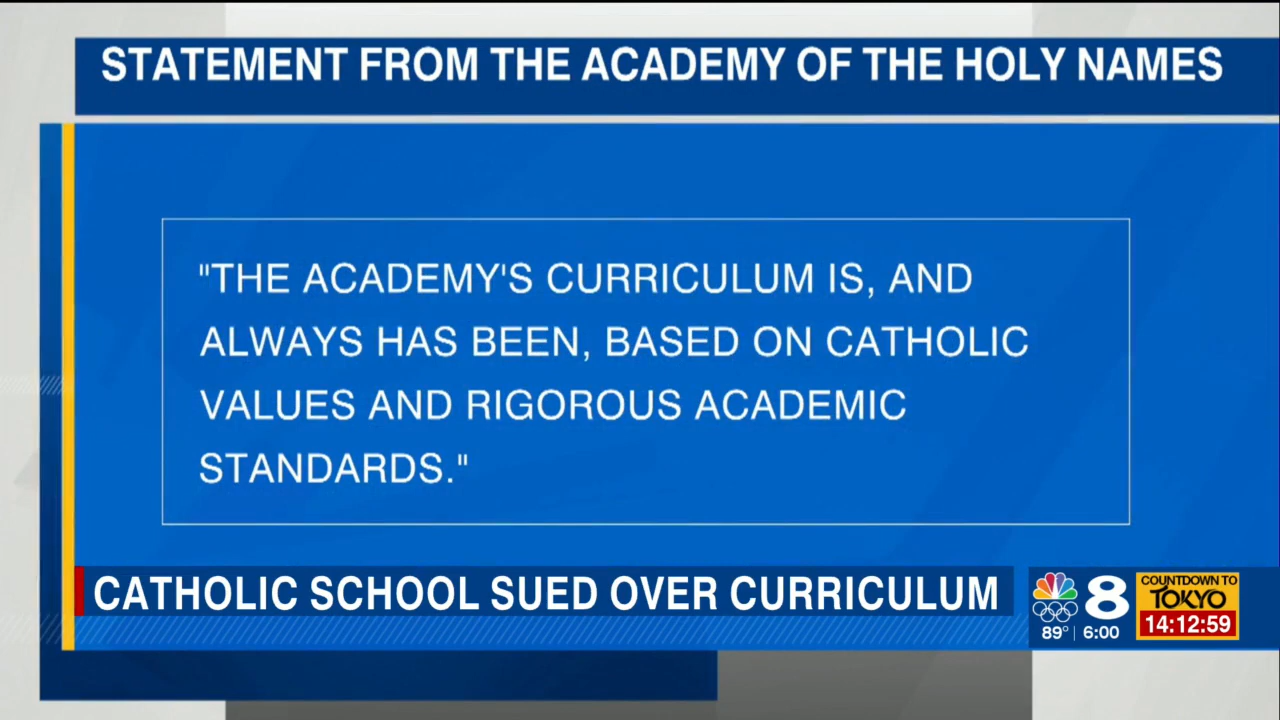 STATEMENT FROM THE ACADEMY OF THE HOLY NAMES
"THE ACADEMY'S CURRICULUM IS, AND
ALWAYS HAS BEEN, BASED ON CATHOLIC
VALUES AND RIGOROUS ACADEMIC
STANDARDS."
CATHOLIC SCHOOL SUED OVER CURRICULUM
8
89° 6:00
COUNTDOWN TO
TOKYO
14:12:59